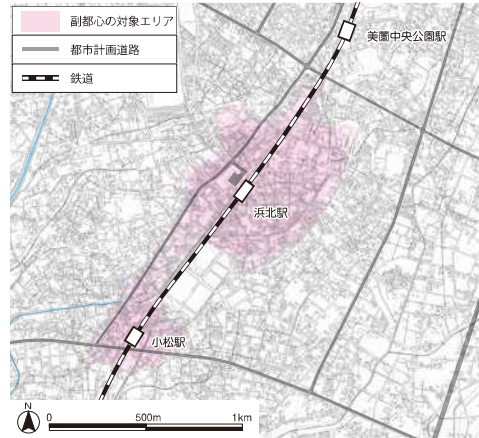 副都心の対象エリア
都市計画道路
鉄道
美薗中央公園駅
浜北駅
小松駅
N
0 500m 1km